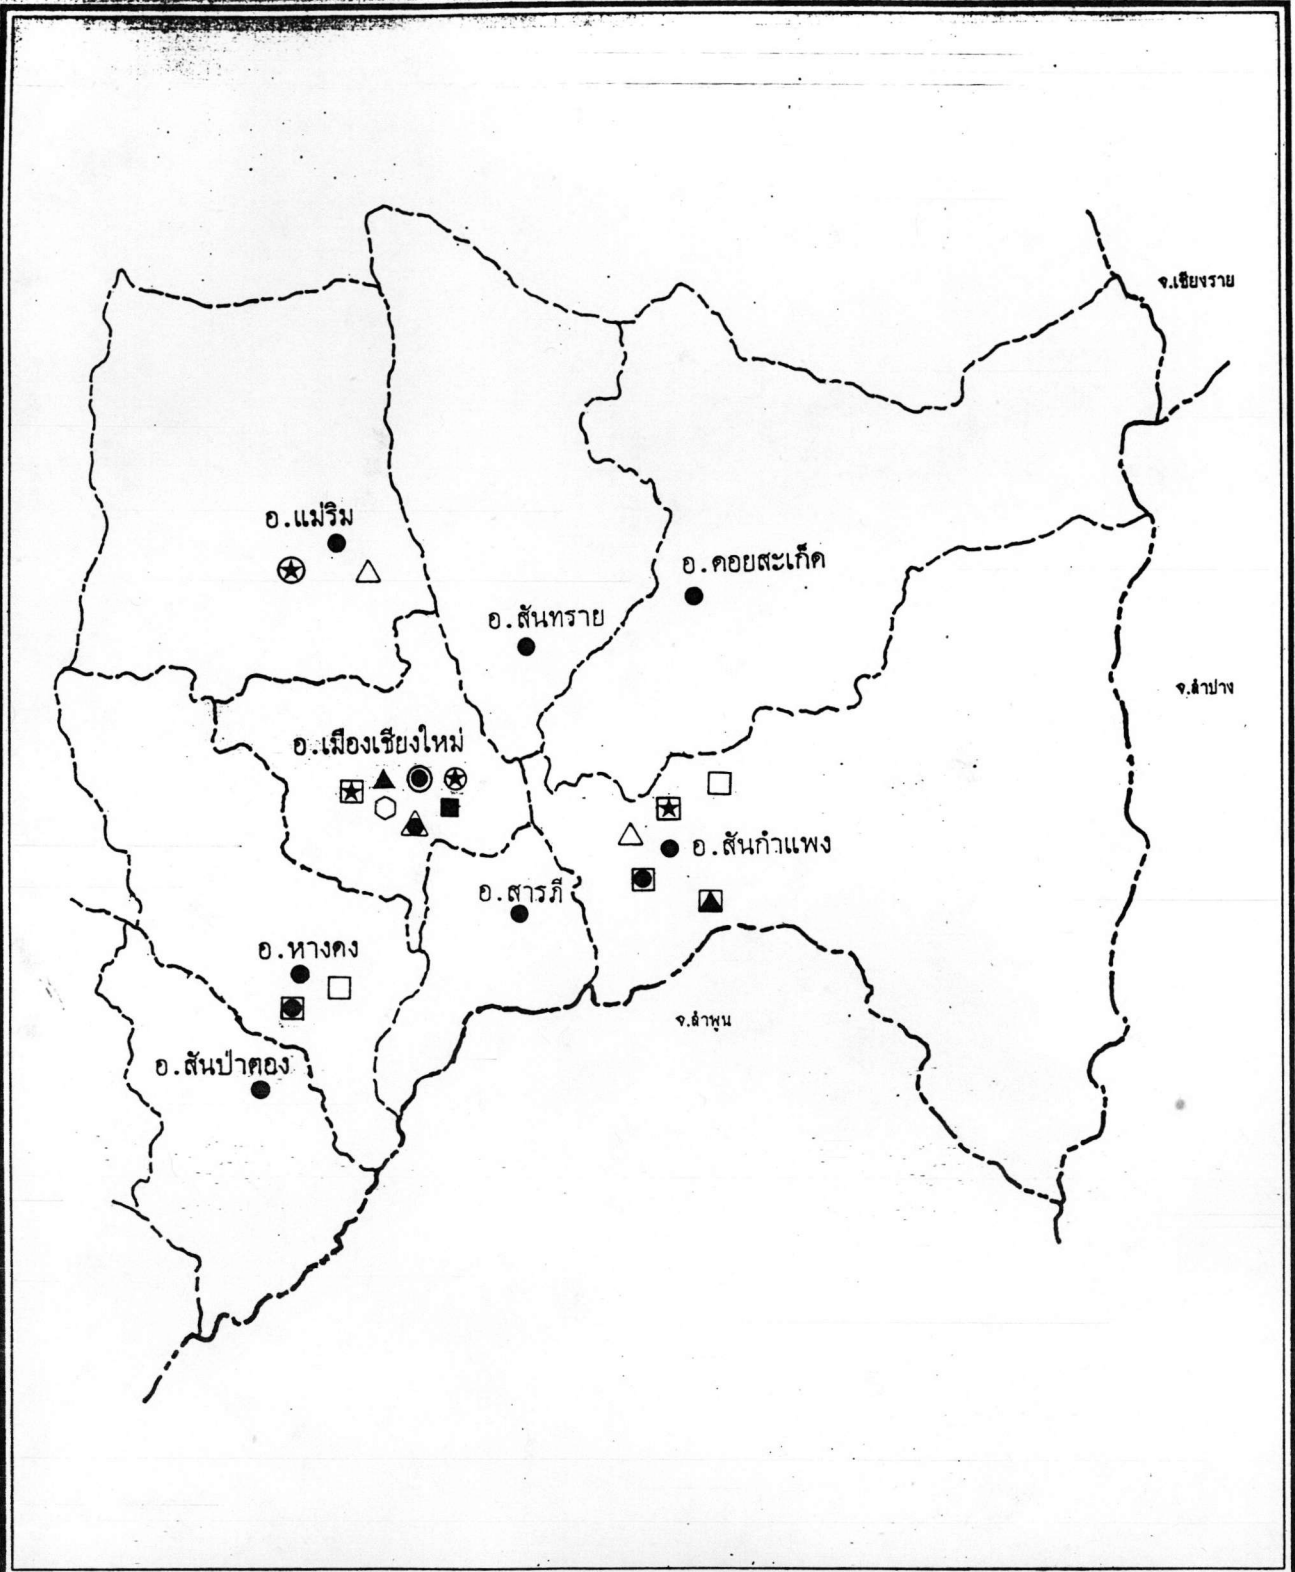 จ.เชียงราย
อ.แม่ริม
อ.ดอยสะเก็ด
อ.สันทราย
จ.ลำปาง
อ.เมืองเชียงใหม่
อ.สันกำแพง
อ.สารภี
อ.หางดง
จ.ลำพูน
อ.สันป่าตอง